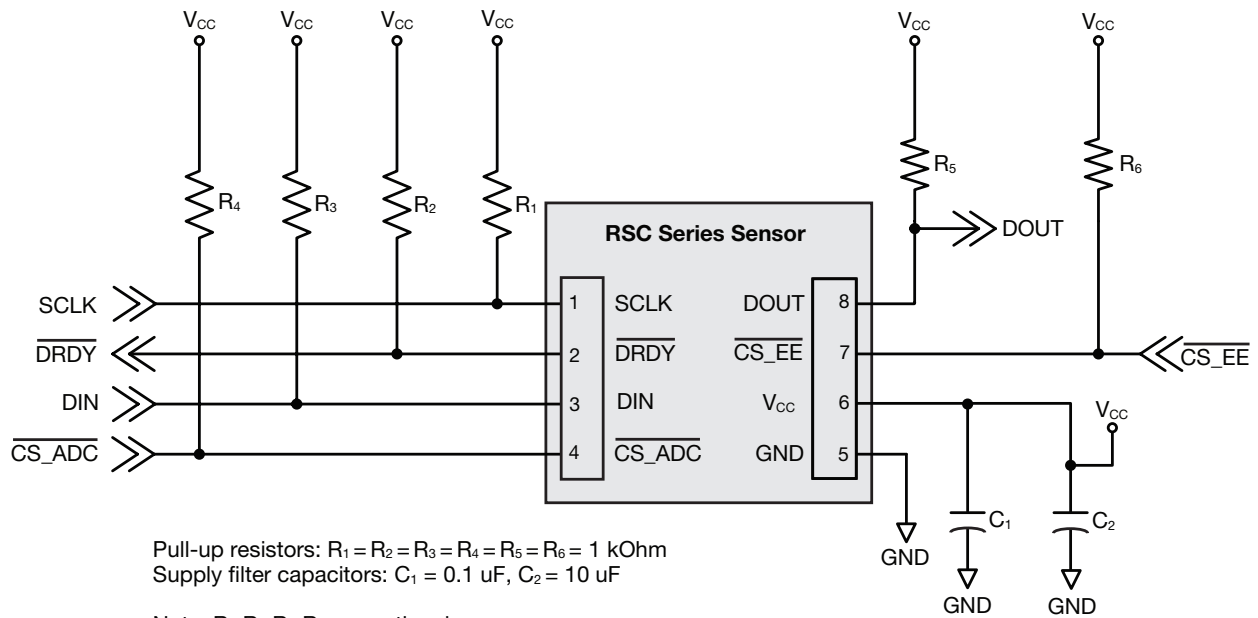 VCC VCC VCC VCC VCC VCC
R4 R3 R2 R1 R5 R6
RSC Series Sensor
DOUT
SCLK 1 SCLK DOUT 8
DRDY 2 DRDY CS_EE 7 CS_EE
DIN 3 DIN VCC 6 VCC
CS_ADC 4 CS_ADC GND 5
C1 C2
GND
GND GND
Pull-up resistors: R1 = R2 = R3 = R4 = R5 = R6 = 1 kOhm
Supply filter capacitors: C1 = 0.1 uF, C2 = 10 uF
Note: